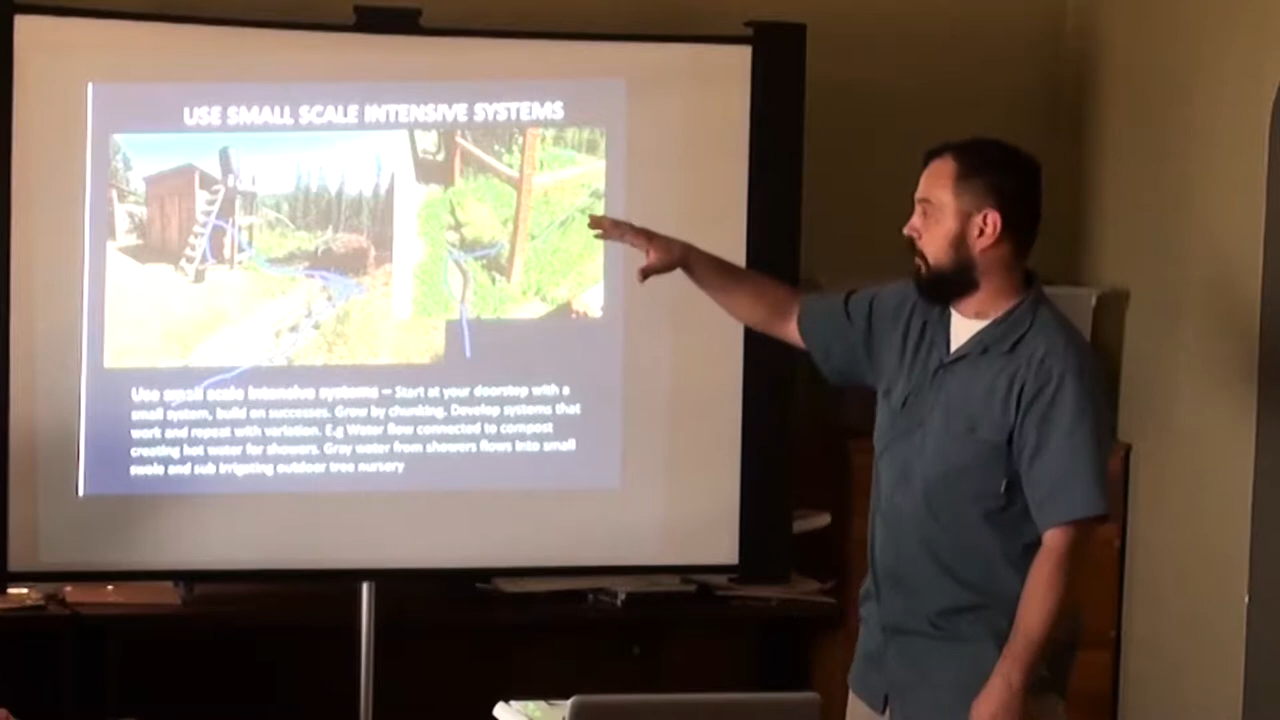 USE SMALL SCALE INTENSIVE SYSTEMS
Use small scale intensive systems – Start at your doorstep with a
small system, build on successes. Grow by chunking. Develop systems that
work and repeat with variation. E.g Water flow connected to compost
creating hot water for showers. Gray water from showers flows into small
swale and sub irrigating outdoor tree nursery